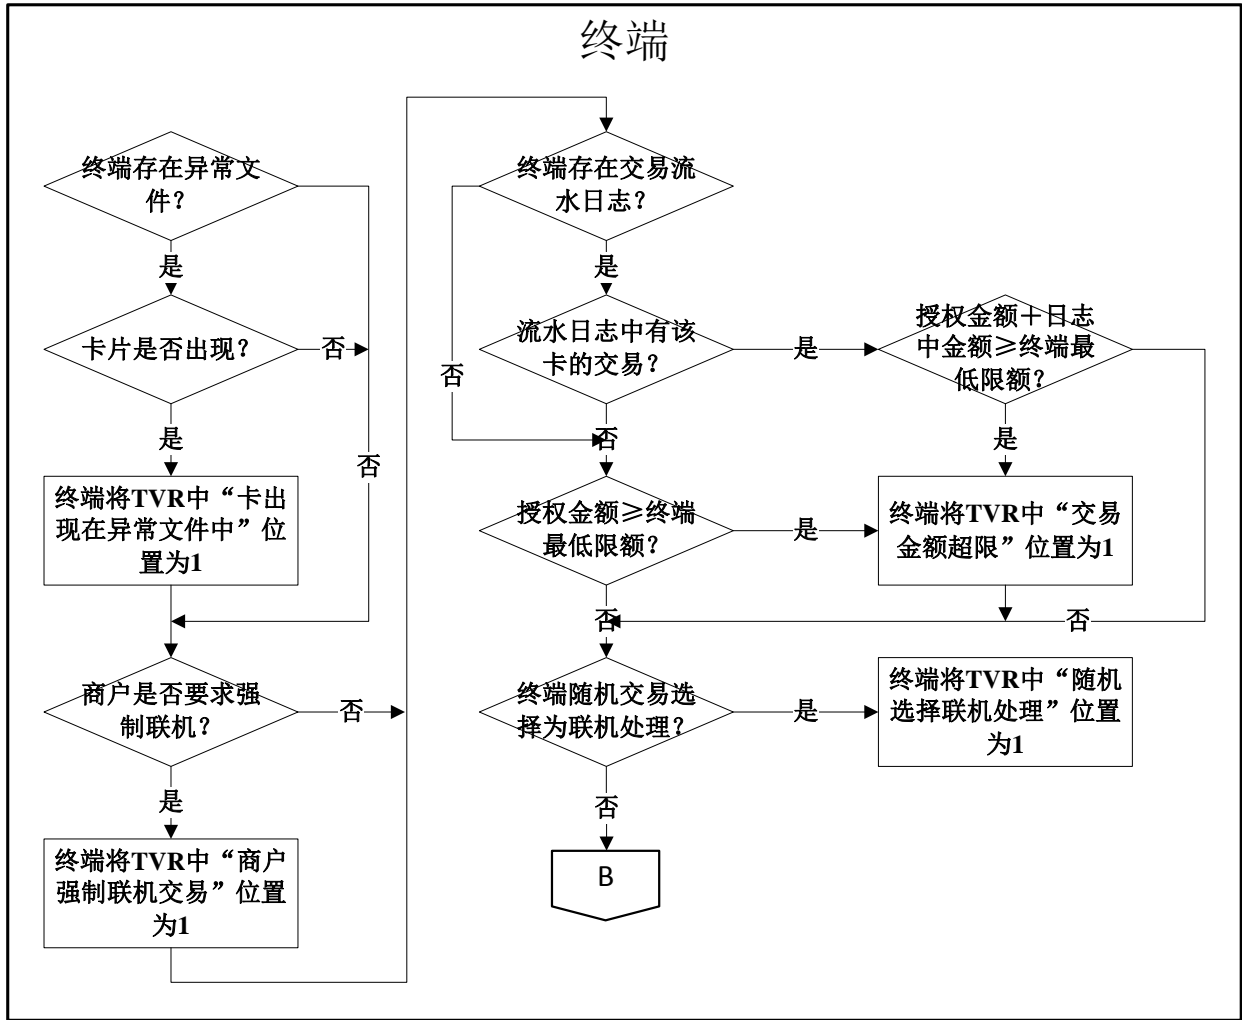 终端
终端存在异常文
件？
是
卡片是否出现？
否
是
否
终端将TVR中“卡出
现在异常文件中”位
置为1
商户是否要求强
制联机？
否
是
终端将TVR中“商户
强制联机交易”位置
为1
终端存在交易流
水日志？
是
否
流水日志中有该
卡的交易？
是
授权金额＋日志
中金额≥终端最
低限额？
否
是
授权金额≥终端
最低限额？
是
终端将TVR中“交易
金额超限”位置为1
否
否
终端随机交易选
择为联机处理？
是
终端将TVR中“随机
选择联机处理”位置
为1
否
B